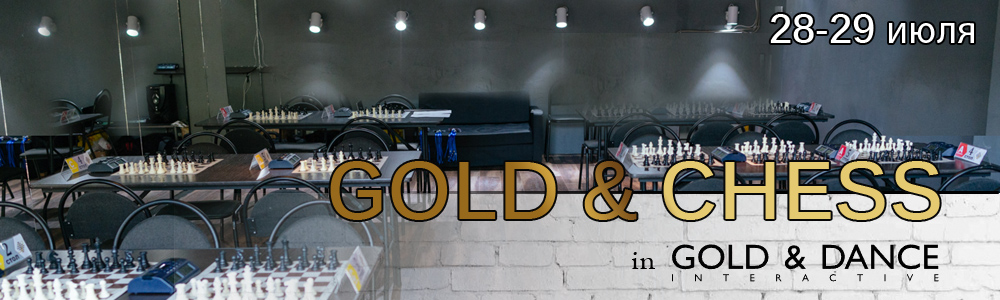 28-29 июля
GOLD & CHESS
in GOLD & DANCE
INTERACTIVE